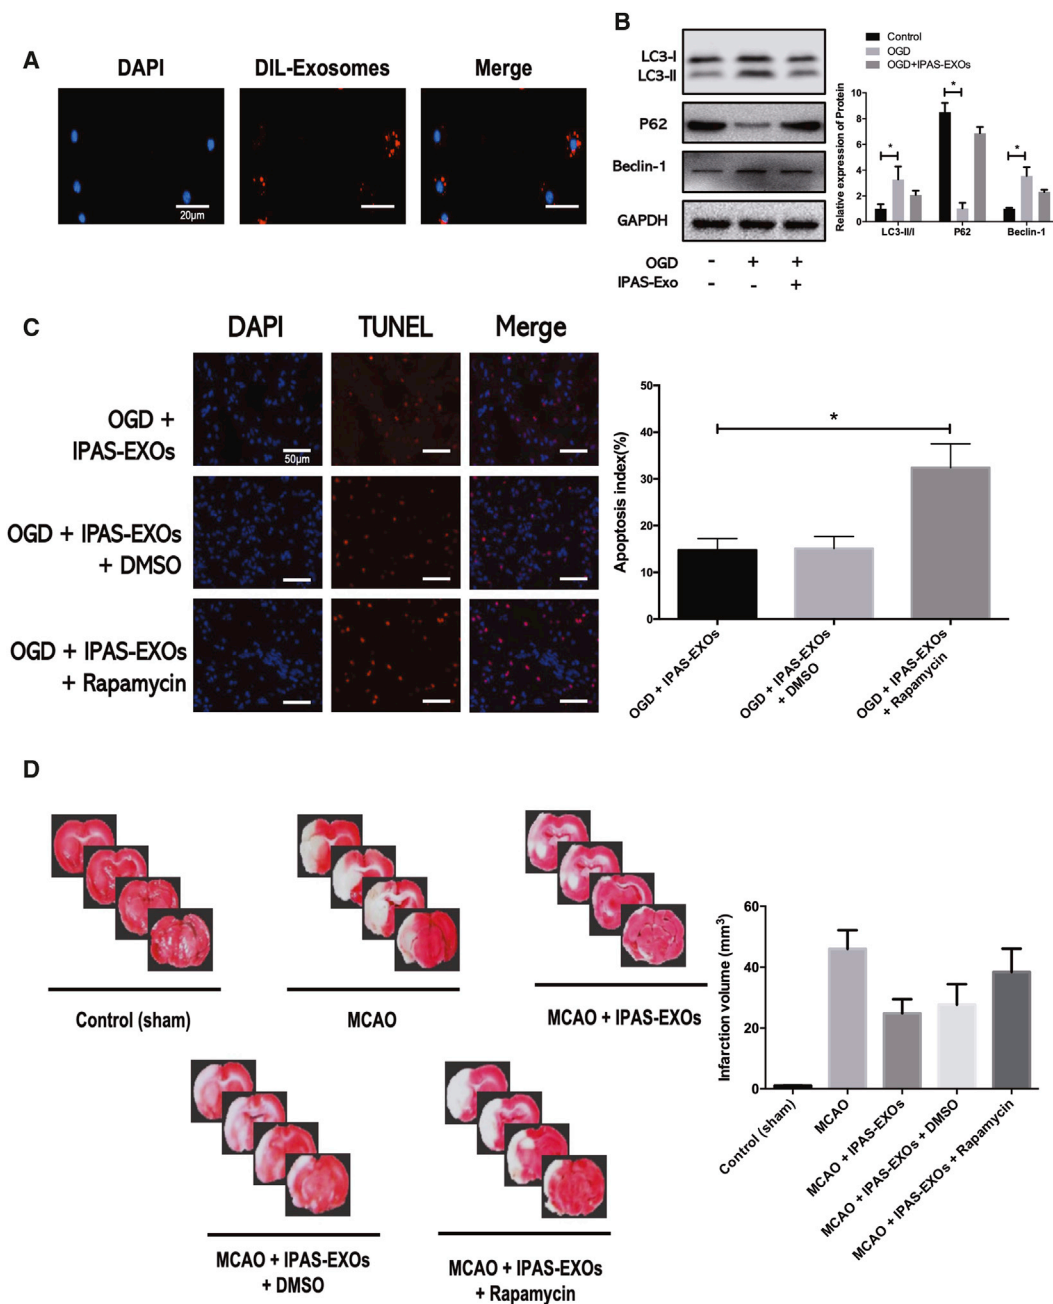 A
DAPI
DIL-Exosomes
Merge
20µm
B
LC3-I
LC3-II
P62
Beclin-1
GAPDH
OGD - + +
IPAS-Exo - - +
Control
OGD
OGD+IPAS-EXOs
Relative expression of Protein
10
8
6
4
2
0
*
*
*
LC3-II/I
P62
Beclin-1
C
DAPI
TUNEL
Merge
OGD +
IPAS-EXOs
50µm
OGD + IPAS-EXOs
+ DMSO
OGD + IPAS-EXOs
+ Rapamycin
Apoptosis index(%)
50
40
30
20
10
0
*
OGD + IPAS-EXOs
OGD + IPAS-EXOs
+ DMSO
OGD + IPAS-EXOs
+ Rapamycin
D
Control (sham)
MCAO
MCAO + IPAS-EXOs
MCAO + IPAS-EXOs
+ DMSO
MCAO + IPAS-EXOs
+ Rapamycin
Infarction volume (mm³)
60
40
20
0
Control (sham)
MCAO
MCAO + IPAS-EXOs
MCAO + IPAS-EXOs + DMSO
MCAO + IPAS-EXOs + Rapamycin